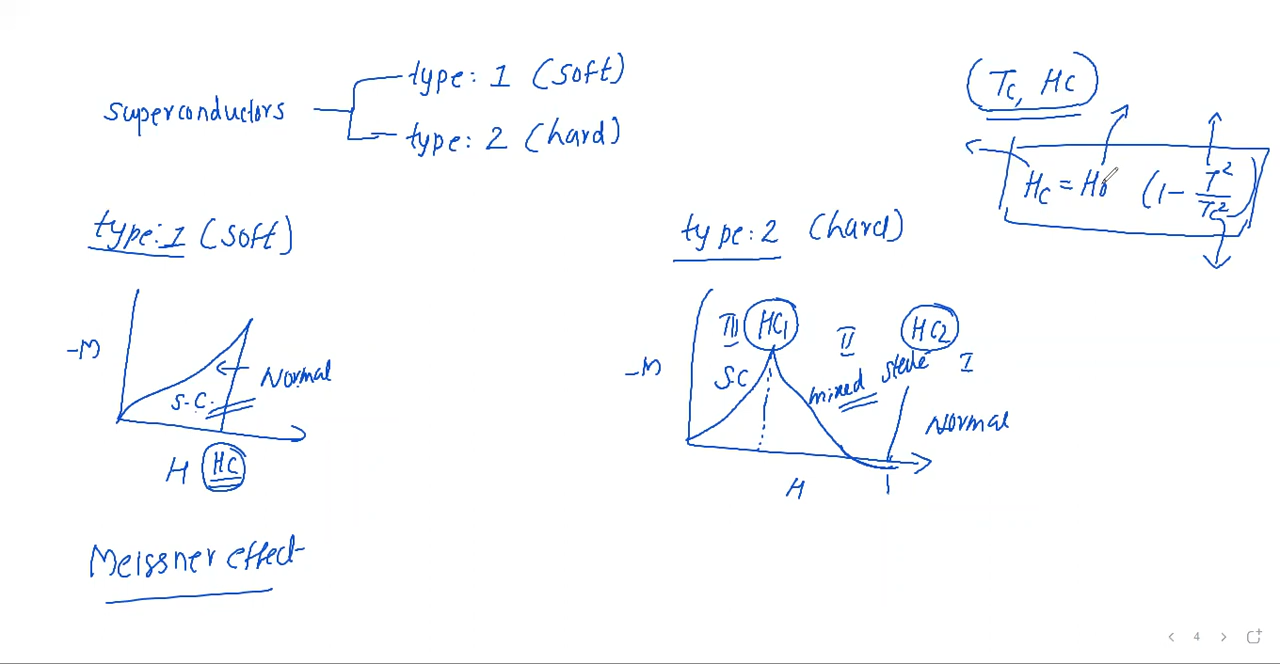 superconductors
type: 1 (soft)
type: 2 (hard)
(Tc, Hc)
Hc = H0 (1 - T²/Tc²)
type:1 (soft)
-M
S.C.
Normal
H
Hc
type: 2 (hard)
-M
III
HC1
II
HC2
I
S.C
mixed state
Normal
H
Meissner effect
4